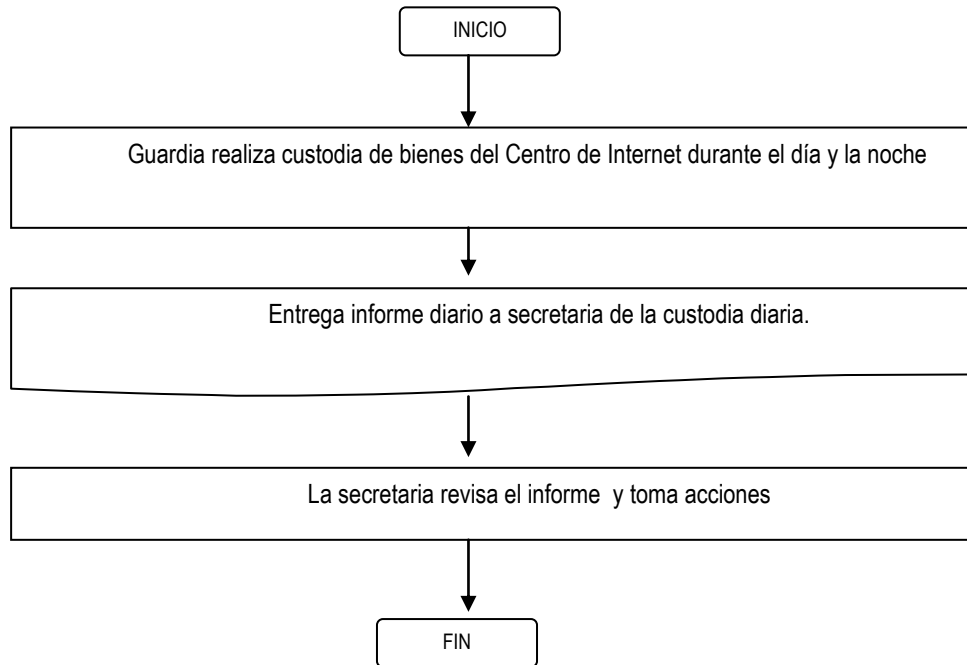 INICIO
Guardia realiza custodia de bienes del Centro de Internet durante el día y la noche
Entrega informe diario a secretaria de la custodia diaria.
La secretaria revisa el informe  y toma acciones
FIN